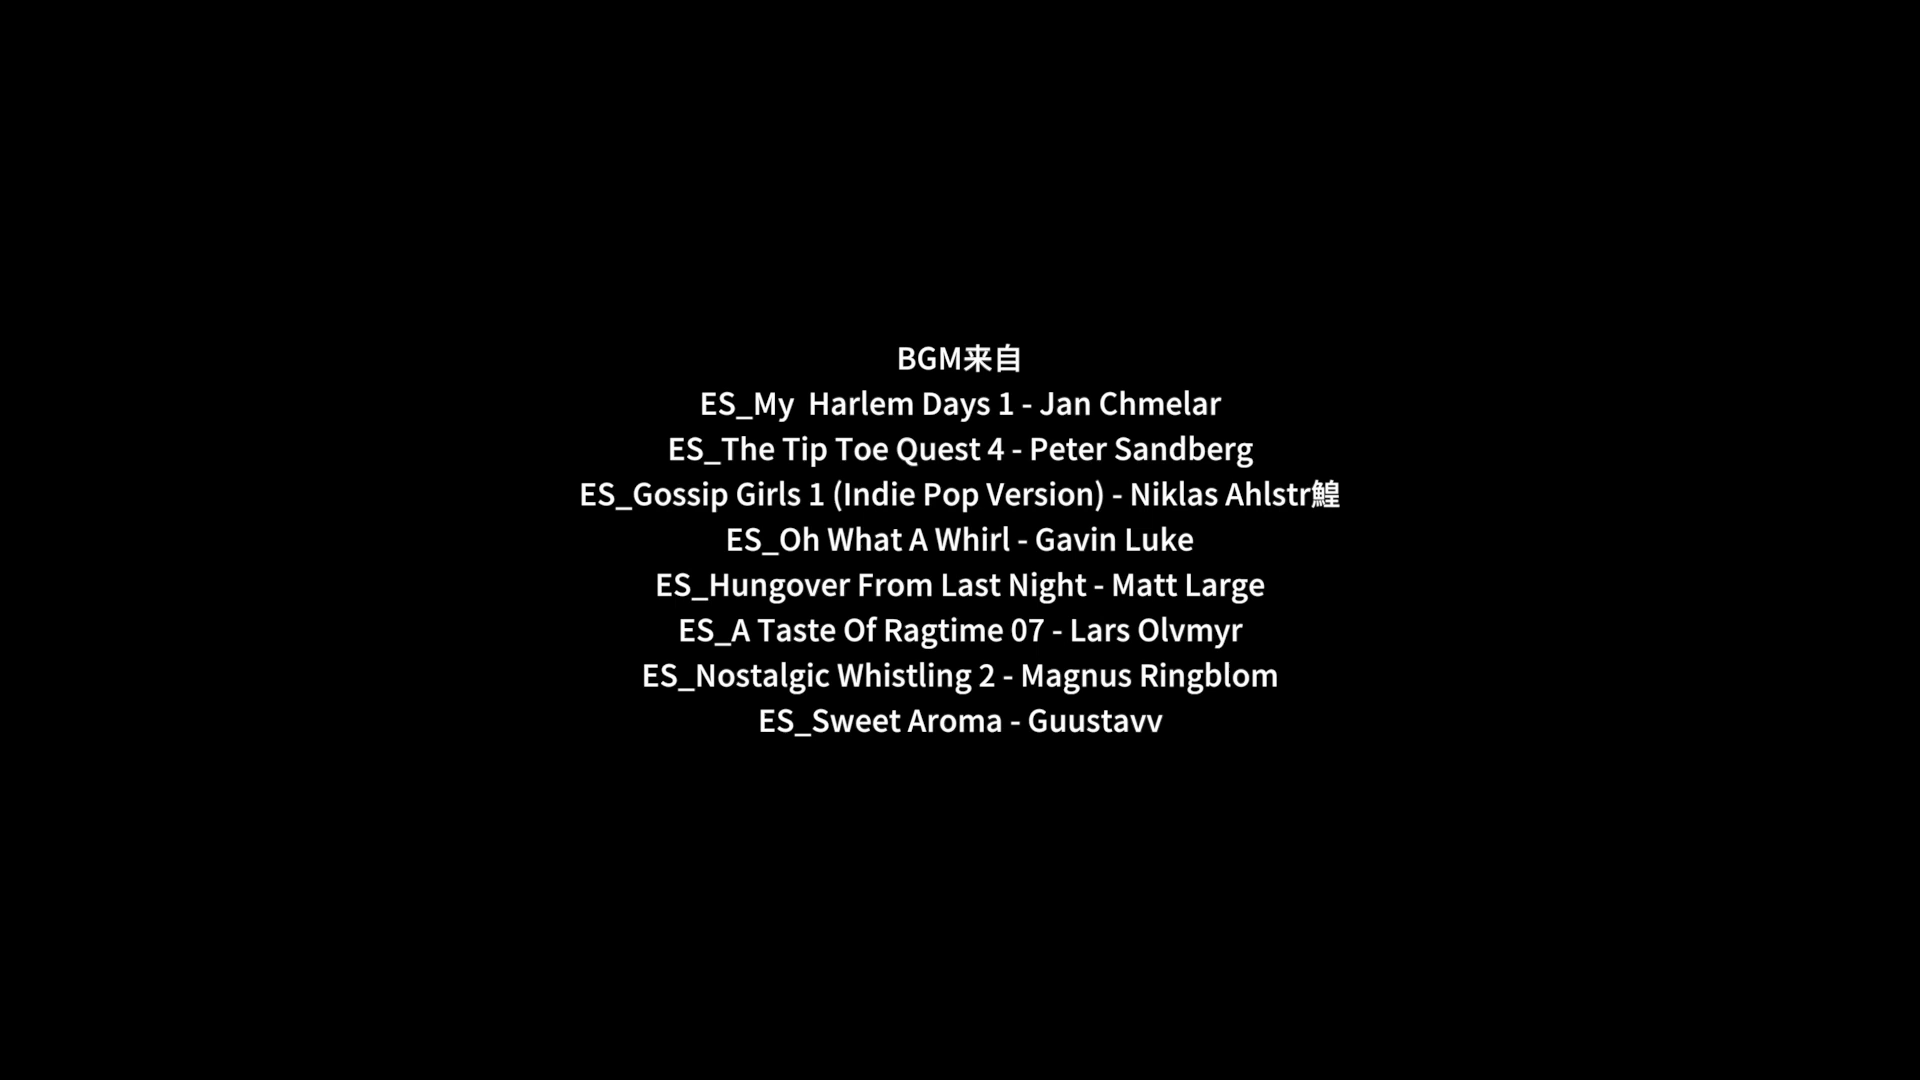 BGM来自
ES_My  Harlem Days 1 - Jan Chmelar
ES_The Tip Toe Quest 4 - Peter Sandberg
ES_Gossip Girls 1 (Indie Pop Version) - Niklas Ahlstr鰉
ES_Oh What A Whirl - Gavin Luke
ES_Hungover From Last Night - Matt Large
ES_A Taste Of Ragtime 07 - Lars Olvmyr
ES_Nostalgic Whistling 2 - Magnus Ringblom
ES_Sweet Aroma - Guustavv